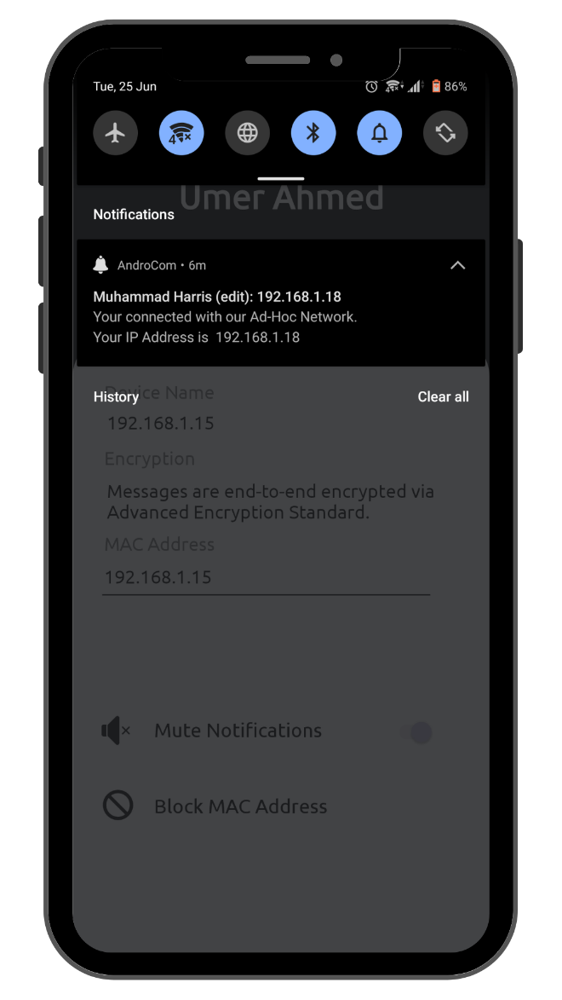 Tue, 25 Jun
4
86%
4
Umer Ahmed
Notifications
AndroCom • 6m
Muhammad Harris (edit): 192.168.1.18
Your connected with our Ad-Hoc Network.
Your IP Address is 192.168.1.18
Device Name
History
Clear all
192.168.1.15
Encryption
Messages are end-to-end encrypted via
Advanced Encryption Standard.
MAC Address
192.168.1.15
Mute Notifications
Block MAC Address